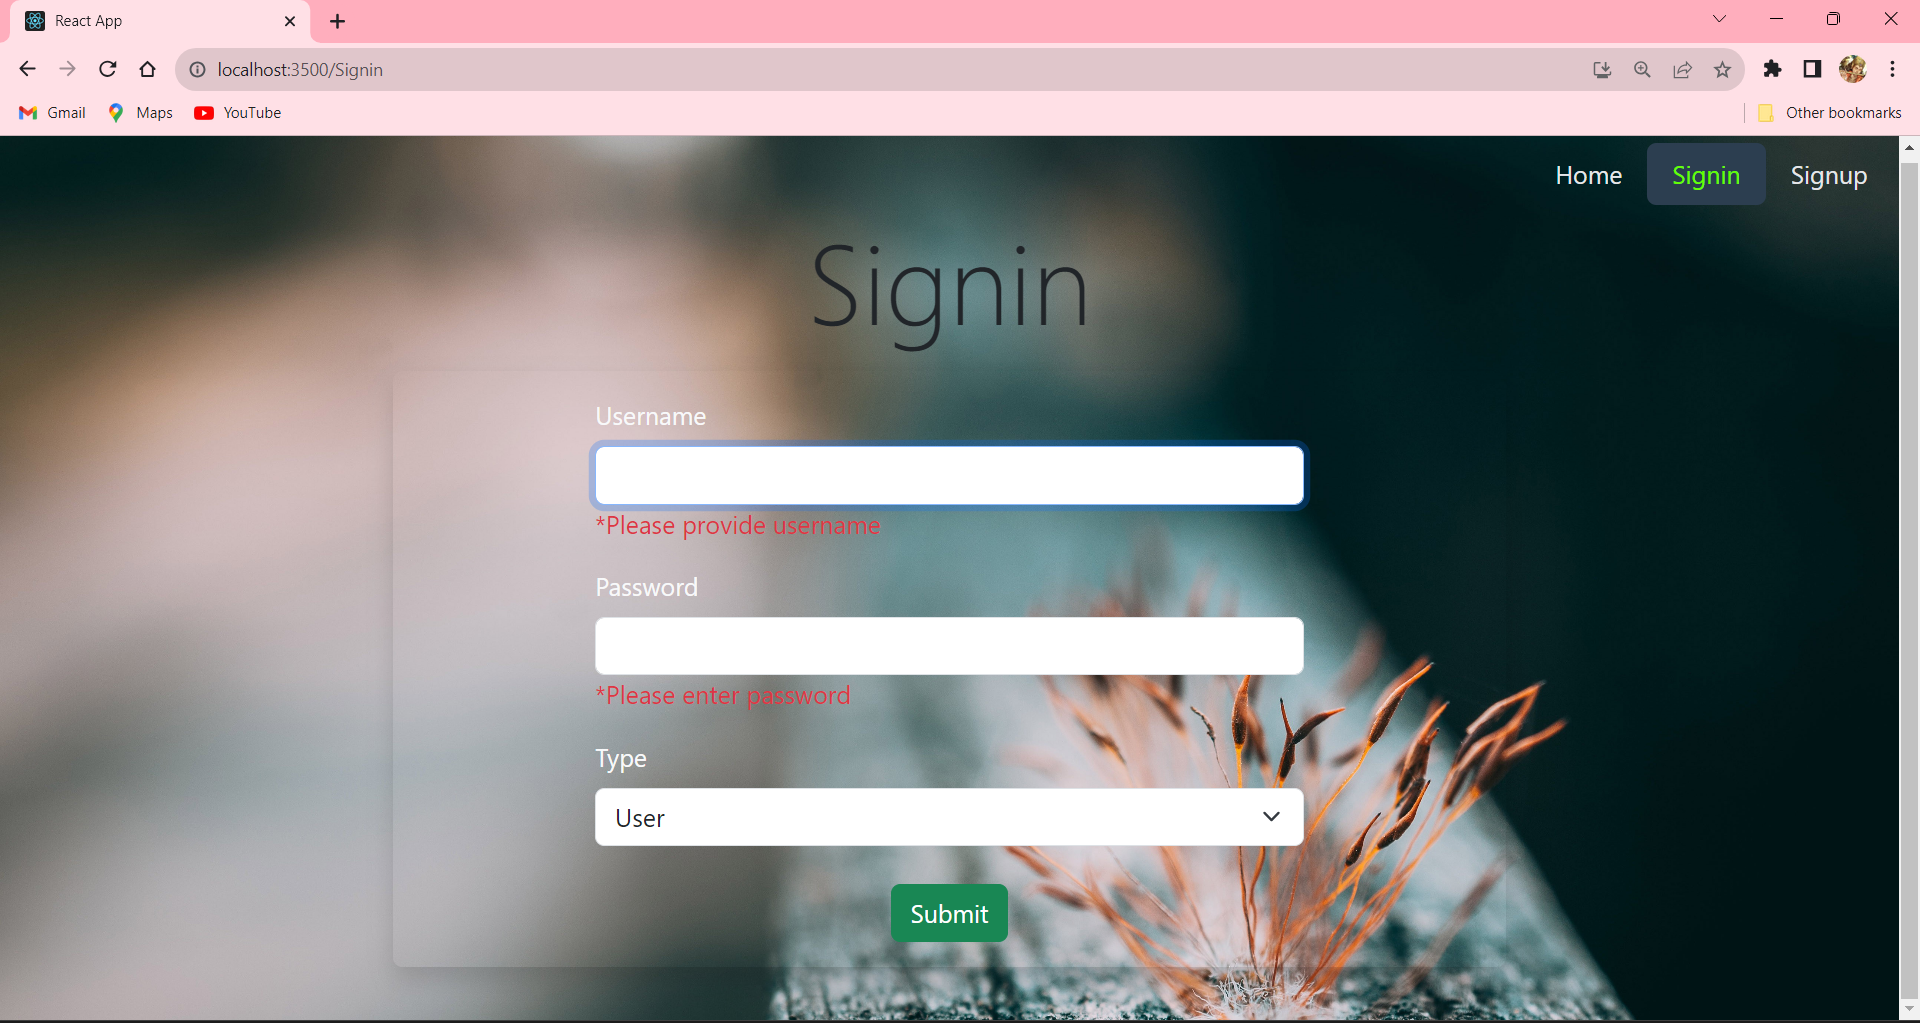 React App
localhost:3500/Signin
Gmail Maps YouTube Other bookmarks
Home Signin Signup
Signin
Username
*Please provide username
Password
*Please enter password
Type
User
Submit